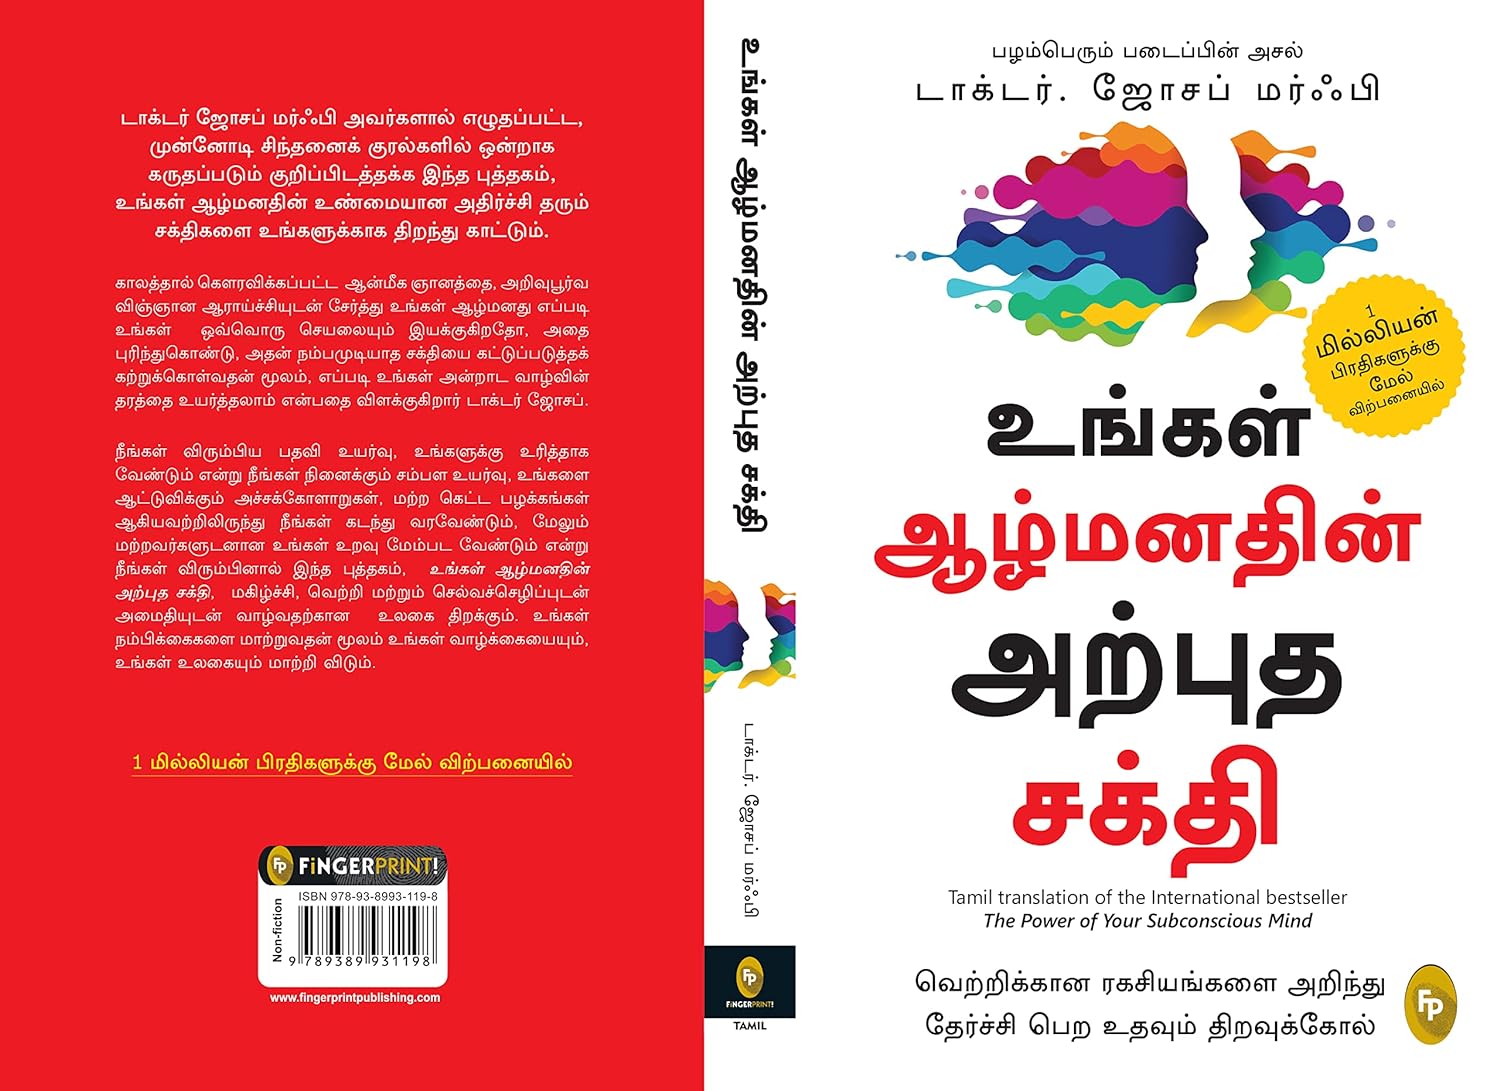 டாக்டர் ஜோசப் மர்ஃபி அவர்களால் எழுதப்பட்ட,
முன்னோடி சிந்தனைக் குரல்களில் ஒன்றாக
கருதப்படும் குறிப்பிடத்தக்க இந்த புத்தகம்,
உங்கள் ஆழ்மனதின் உண்மையான அதிர்ச்சி தரும்
சக்திகளை உங்களுக்காக திறந்து காட்டும்.
காலத்தால் கௌரவிக்கப்பட்ட ஆன்மீக ஞானத்தை, அறிவுபூர்வ
விஞ்ஞான ஆராய்ச்சியுடன் சேர்த்து உங்கள் ஆழ்மனது எப்படி
உங்கள் ஒவ்வொரு செயலையும் இயக்குகிறதோ, அதை
புரிந்துகொண்டு, அதன் நம்பமுடியாத சக்தியை கட்டுப்படுத்தக்
கற்றுக்கொள்வதன் மூலம், எப்படி உங்கள் அன்றாட வாழ்வின்
தரத்தை உயர்த்தலாம் என்பதை விளக்குகிறார் டாக்டர் ஜோசப்.
நீங்கள் விரும்பிய பதவி உயர்வு, உங்களுக்கு உரித்தாக
வேண்டும் என்று நீங்கள் நினைக்கும் சம்பள உயர்வு, உங்களை
ஆட்டுவிக்கும் அச்சக்கோளாறுகள், மற்ற கெட்ட பழக்கங்கள்
ஆகியவற்றிலிருந்து நீங்கள் கடந்து வரவேண்டும், மேலும்
மற்றவர்களுடனான உங்கள் உறவு மேம்பட வேண்டும் என்று
நீங்கள் விரும்பினால் இந்த புத்தகம், உங்கள் ஆழ்மனதின்
அற்புத சக்தி, மகிழ்ச்சி, வெற்றி மற்றும் செல்வச்செழிப்புடன்
அமைதியுடன் வாழ்வதற்கான உலகை திறக்கும். உங்கள்
நம்பிக்கைகளை மாற்றுவதன் மூலம் உங்கள் வாழ்க்கையையும்,
உங்கள் உலகையும் மாற்றி விடும்.
1 மில்லியன் பிரதிகளுக்கு மேல் விற்பனையில்
FP FiNGERPRINT!
ISBN 978-93-8993-119-8
Non-fiction
9 789389 931198
www.fingerprintpublishing.com
உங்கள் ஆழ்மனதின் அற்புத சக்தி
டாக்டர். ஜோசப் மர்ஃபி
FP
FiNGERPRINT!
TAMIL
பழம்பெரும் படைப்பின் அசல்
டாக்டர். ஜோசப் மர்ஃபி
1
மில்லியன்
பிரதிகளுக்கு
மேல்
விற்பனையில்
உங்கள்
ஆழ்மனதின்
அற்புத
சக்தி
Tamil translation of the International bestseller
The Power of Your Subconscious Mind
வெற்றிக்கான ரகசியங்களை அறிந்து
தேர்ச்சி பெற உதவும் திறவுக்கோல்
FP